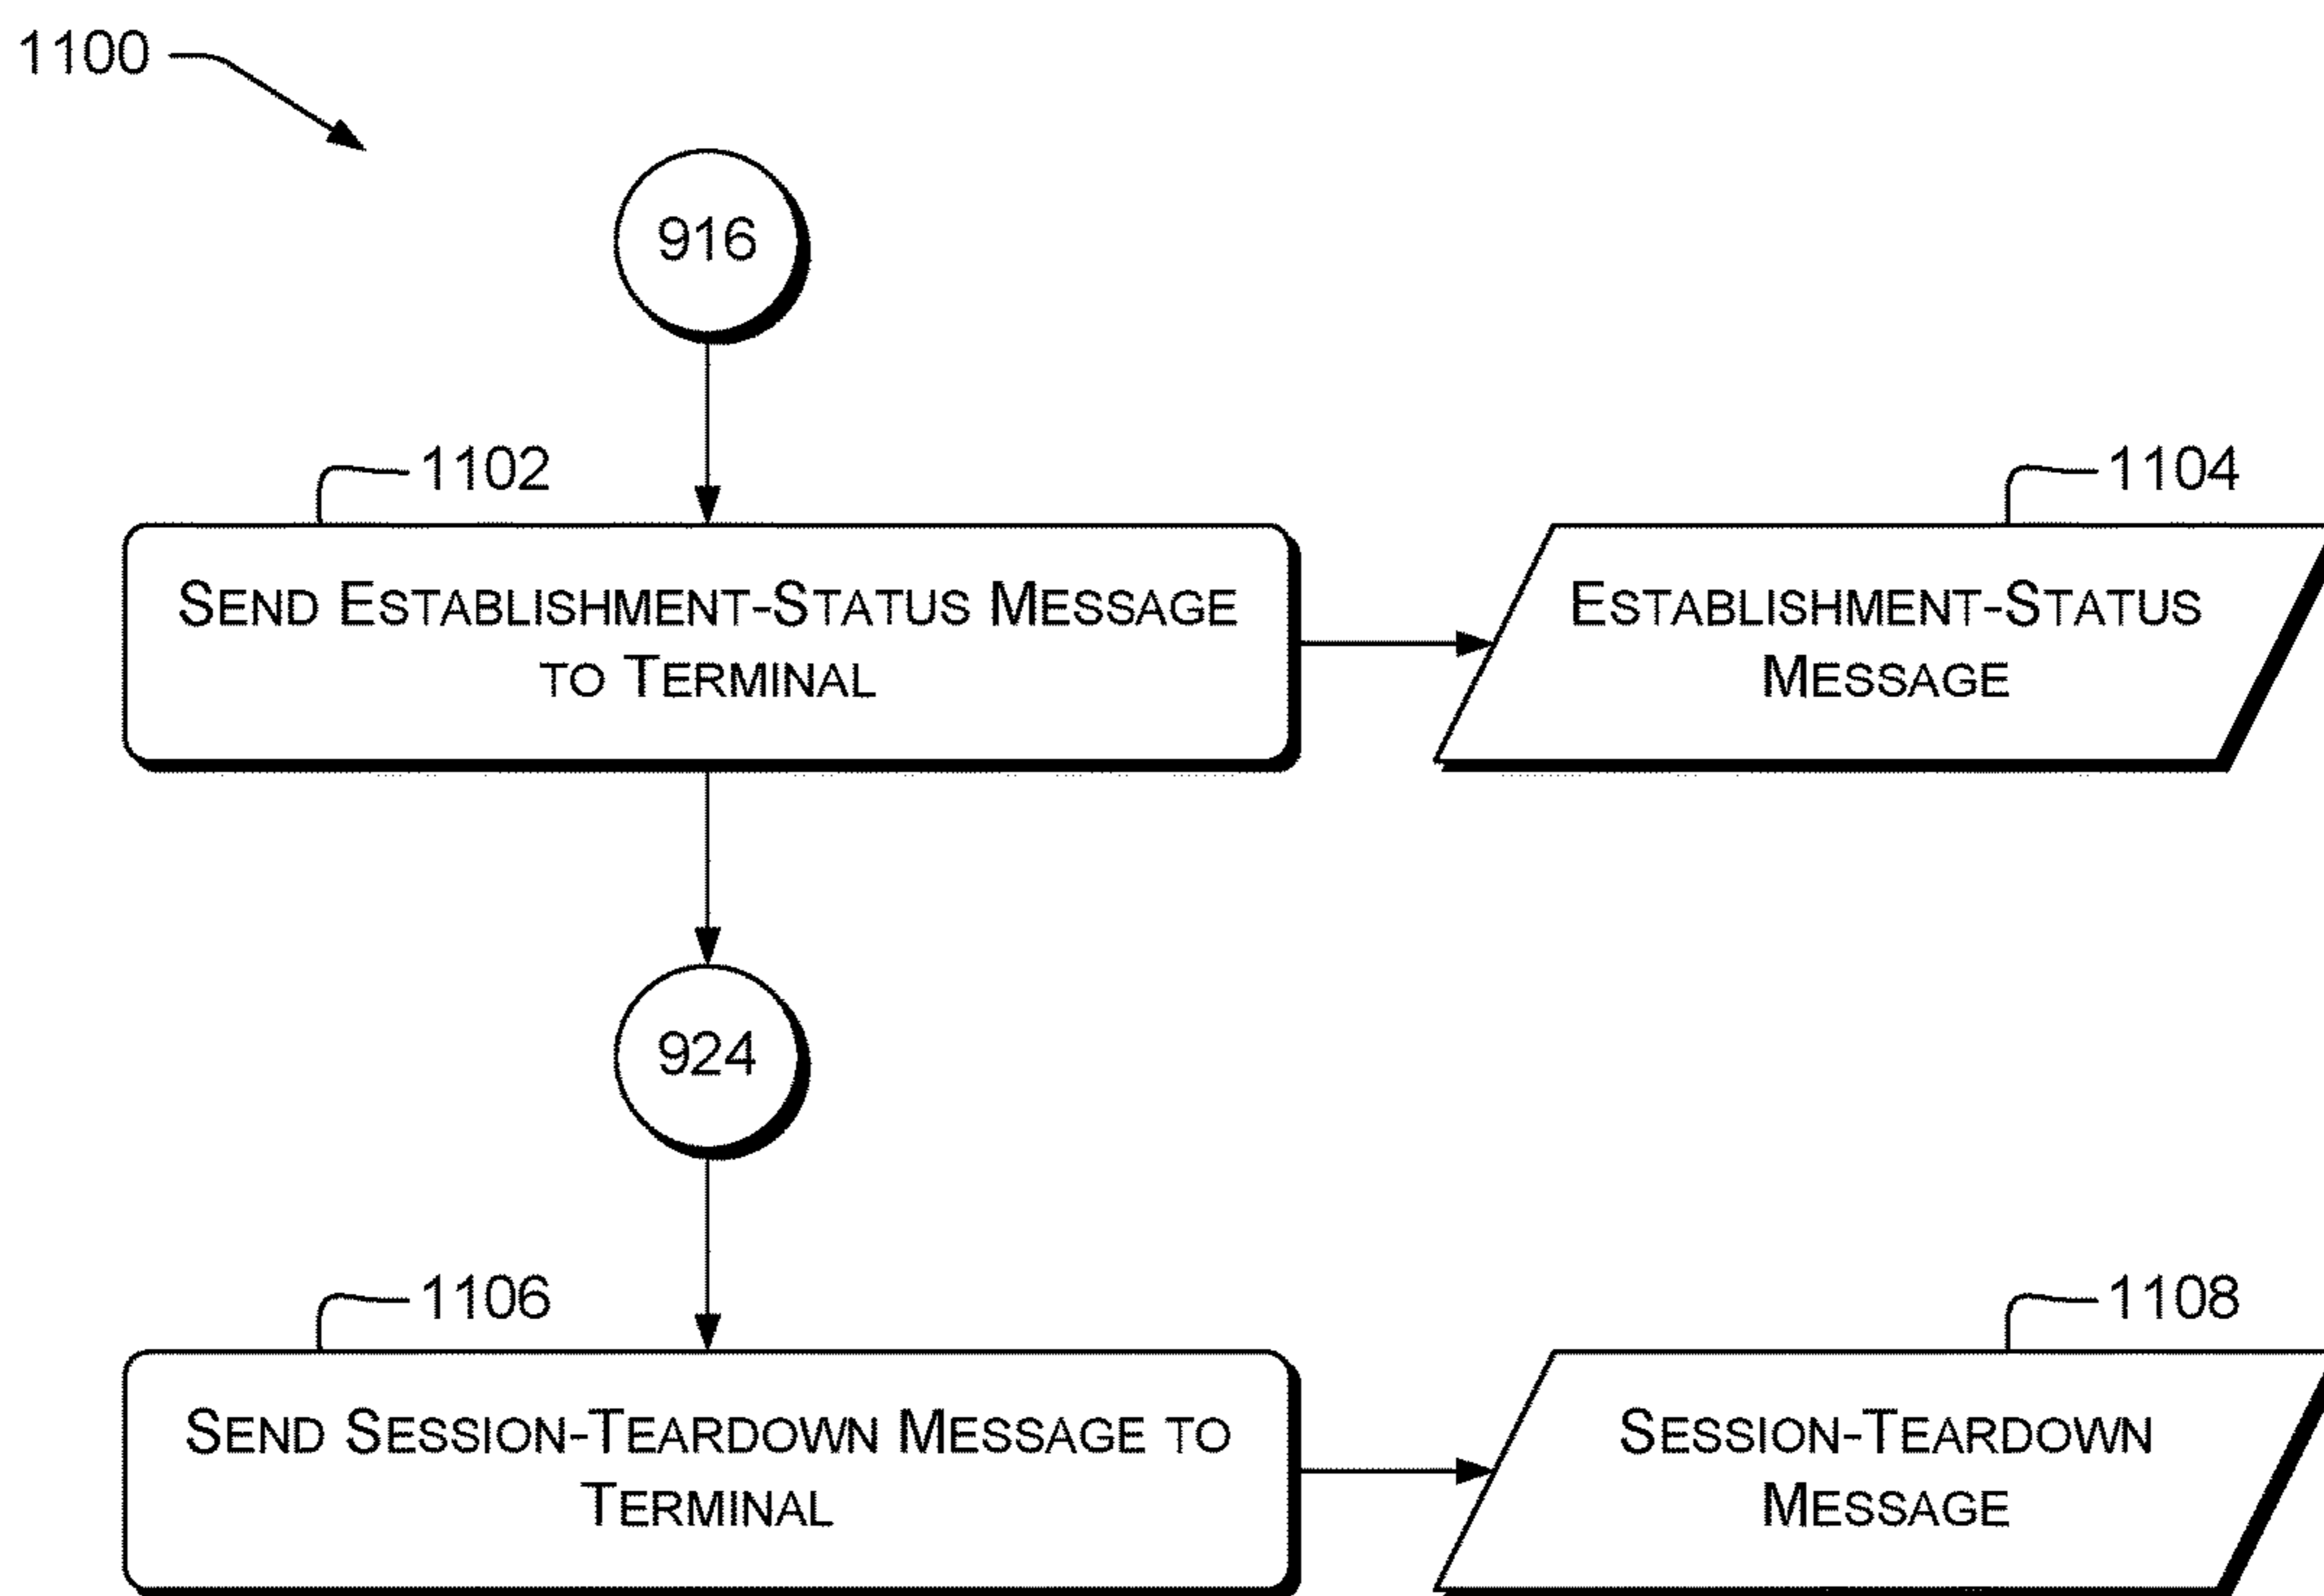 1100
916
1102
1104
SEND ESTABLISHMENT-STATUS MESSAGE
TO TERMINAL
ESTABLISHMENT-STATUS
MESSAGE
924
1106
1108
SEND SESSION-TEARDOWN MESSAGE TO
TERMINAL
SESSION-TEARDOWN
MESSAGE